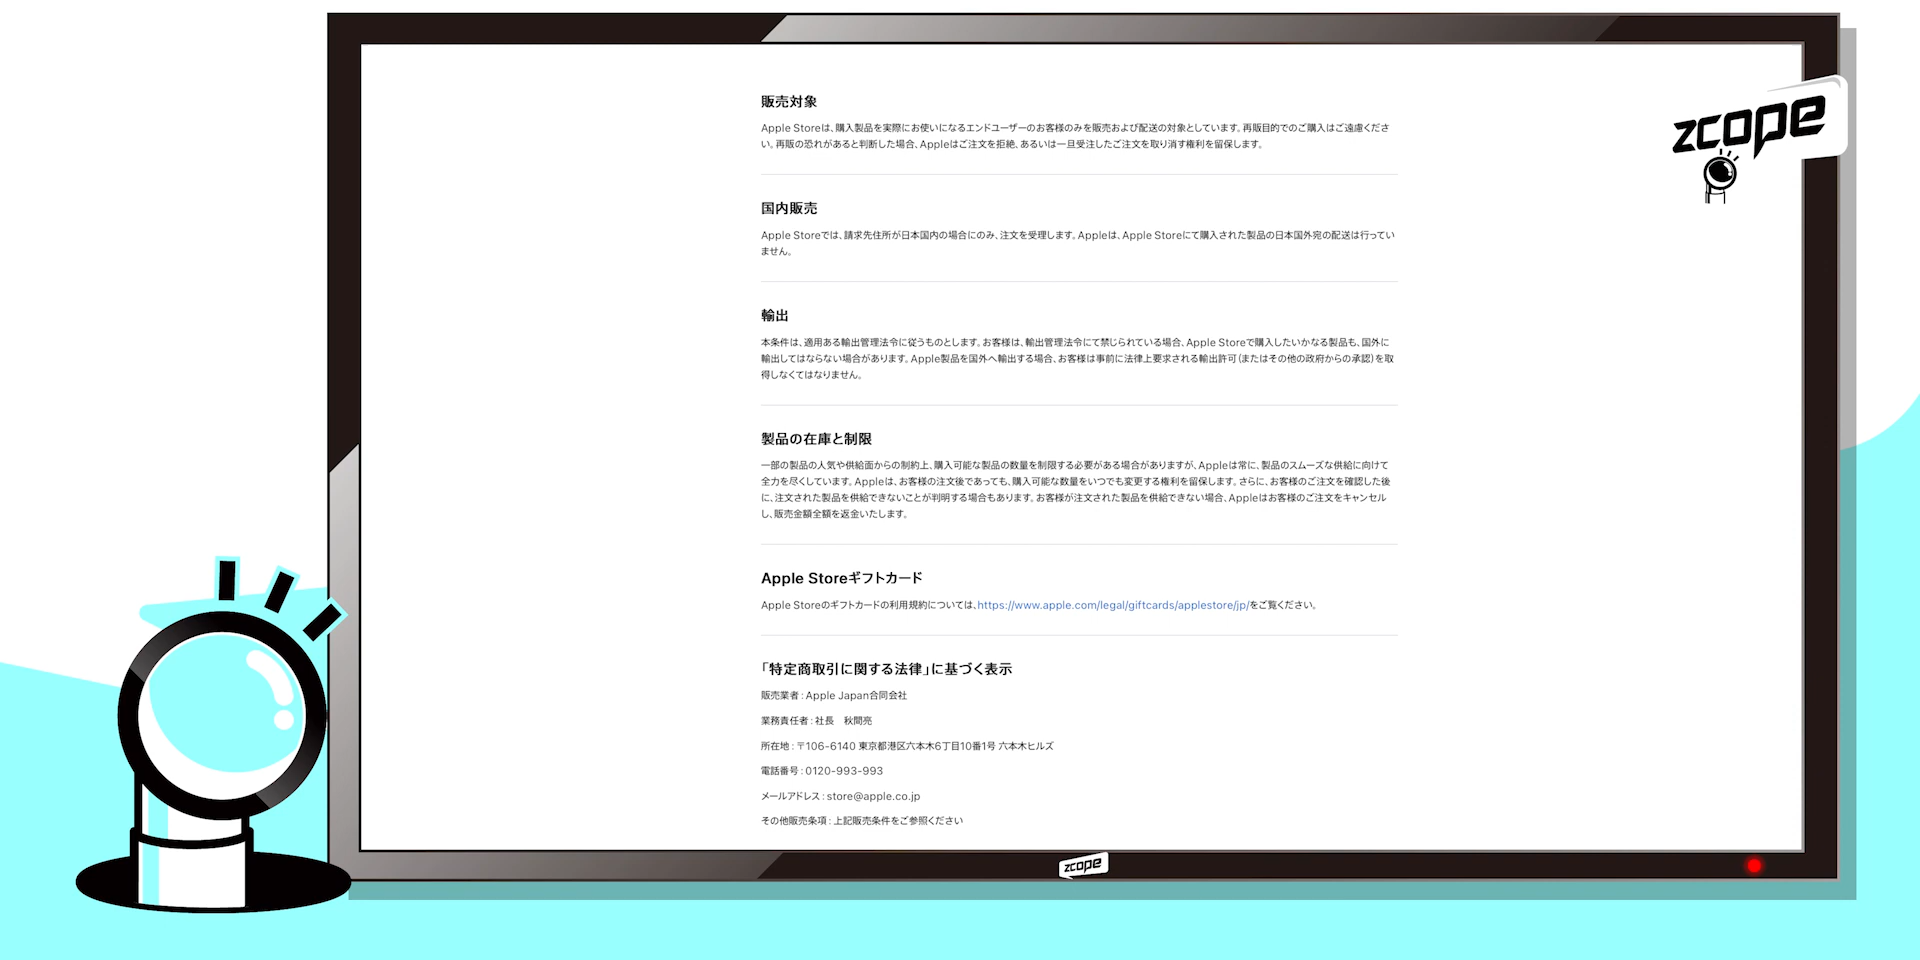 販売対象
Apple Storeは、購入製品を実際にお使いになるエンドユーザーのお客様のみを販売および配送の対象としています。再販目的でのご購入はご遠慮くださ
い。再販の恐れがあると判断した場合、Appleはご注文を拒絶、あるいは一旦受注したご注文を取り消す権利を留保します。
zcope
国内販売
Apple Storeでは、請求先住所が日本国内の場合にのみ、注文を受理します。Appleは、Apple Storeにて購入された製品の日本国外宛の配送は行ってい
ません。
輸出
本条件は、適用ある輸出管理法令に従うものとします。お客様は、輸出管理法令にて禁じられている場合、Apple Storeで購入したいかなる製品も、国外に
輸出してはならない場合があります。Apple製品を国外へ輸出する場合、お客様は事前に法律上要求される輸出許可(またはその他の政府からの承認)を取
得しなくてはなりません。
製品の在庫と制限
一部の製品の人気や供給面からの制約上、購入可能な製品の数量を制限する必要がある場合がありますが、Appleは常に、製品のスムーズな供給に向けて
全力を尽くしています。Appleは、お客様の注文後であっても、購入可能な数量をいつでも変更する権利を留保します。さらに、お客様のご注文を確認した後
に、注文された製品を供給できないことが判明する場合もあります。お客様が注文された製品を供給できない場合、Appleはお客様のご注文をキャンセル
し、販売金額全額を返金いたします。
Apple Storeギフトカード
Apple Storeのギフトカードの利用規約については、https://www.apple.com/legal/giftcards/applestore/jp/をご覧ください。
「特定商取引に関する法律」に基づく表示
販売業者 : Apple Japan合同会社
業務責任者 : 社長　秋間亮
所在地 : 〒106-6140 東京都港区六本木6丁目10番1号 六本木ヒルズ
電話番号 : 0120-993-993
メールアドレス : store@apple.co.jp
その他販売条項 : 上記販売条件をご参照ください
zcope